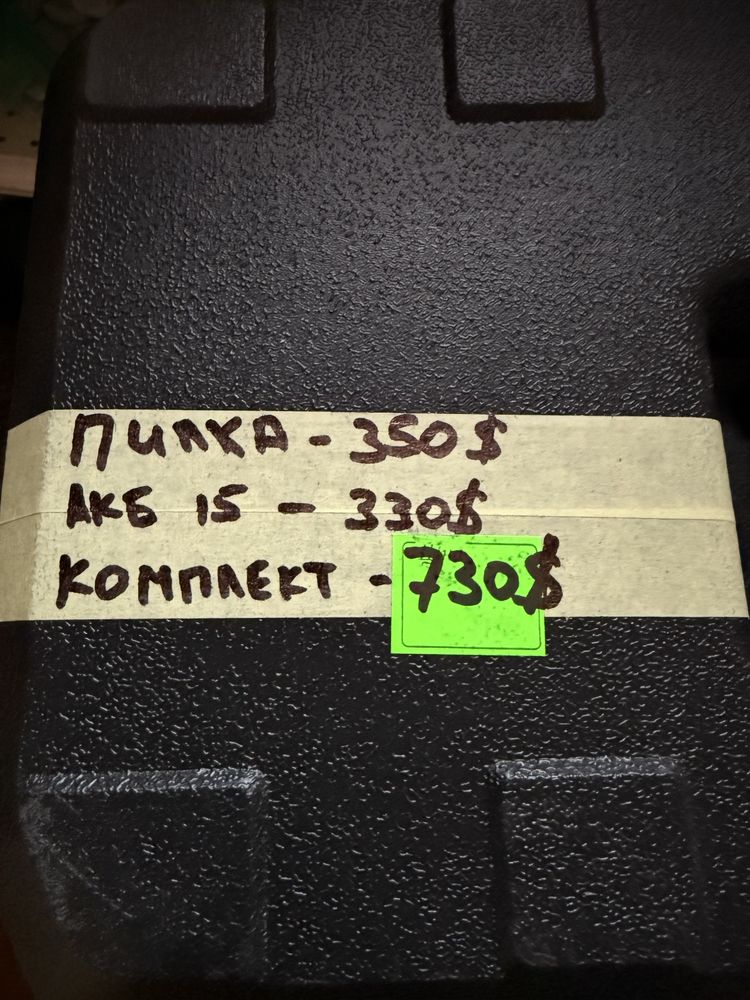 ПИЛКА - 350$
АКБ 15 - 330$
КОМПЛЕКТ - 730$